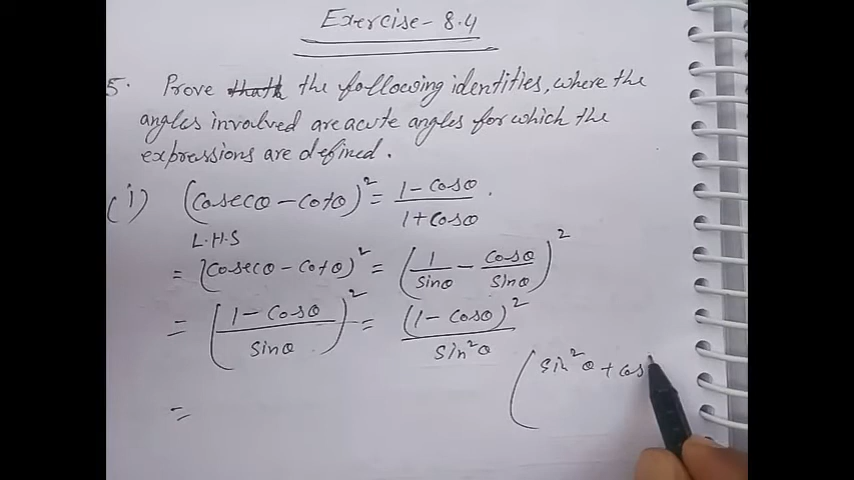 Exercise-8.4
5. Prove that the following identities, where the
angles involved are acute angles for which the
expressions are defined.
(i) (cosecθ - cotθ)² = 1-cosθ / 1+cosθ.
L.H.S
= (cosecθ - cotθ)² = (1/sinθ - cosθ/sinθ)²
= (1-cosθ / sinθ)² = (1-cosθ)² / sin²θ
= (sin²θ + cos